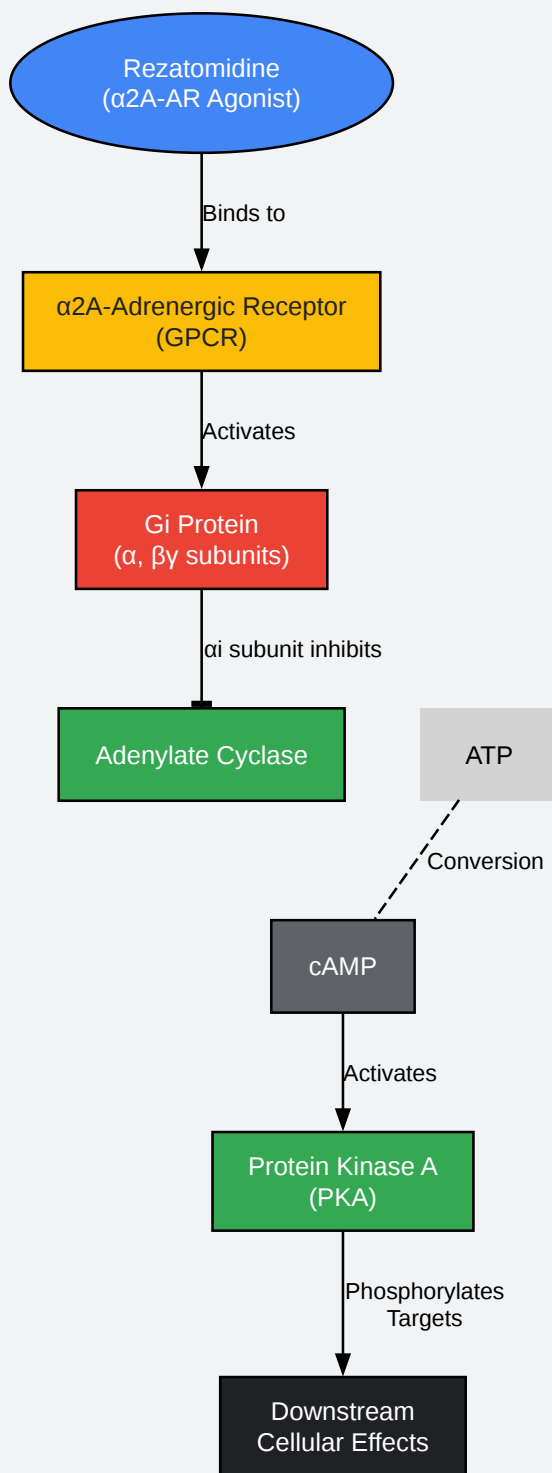 Rezatomidine
(α2A-AR Agonist)
Binds to
α2A-Adrenergic Receptor
(GPCR)
Activates
Gi Protein
(α, βγ subunits)
αi subunit inhibits
Adenylate Cyclase
ATP
Conversion
cAMP
Activates
Protein Kinase A
(PKA)
Phosphorylates
Targets
Downstream
Cellular Effects